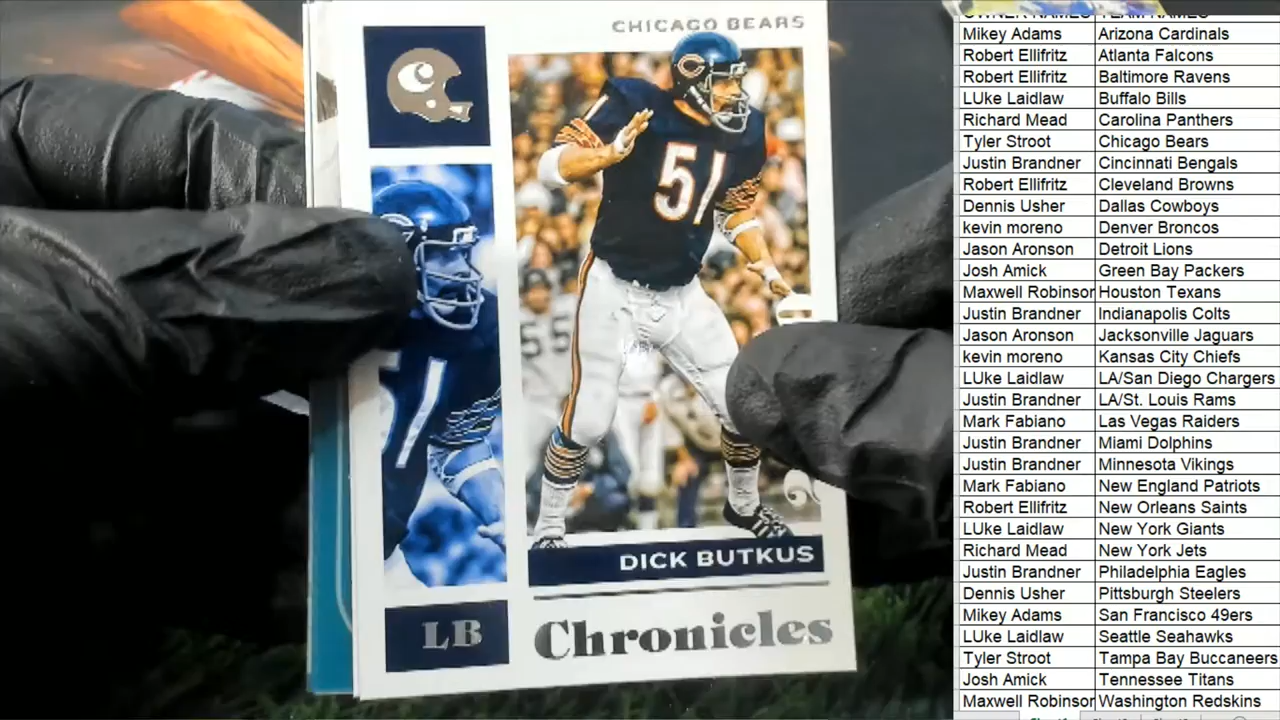 CHICAGO BEARS
51
55
DICK BUTKUS
LB
Chronicles
OWNER NAMES TEAM NAMES
Mikey Adams Arizona Cardinals
Robert Ellifritz Atlanta Falcons
Robert Ellifritz Baltimore Ravens
LUke Laidlaw Buffalo Bills
Richard Mead Carolina Panthers
Tyler Stroot Chicago Bears
Justin Brandner Cincinnati Bengals
Robert Ellifritz Cleveland Browns
Dennis Usher Dallas Cowboys
kevin moreno Denver Broncos
Jason Aronson Detroit Lions
Josh Amick Green Bay Packers
Maxwell Robinson Houston Texans
Justin Brandner Indianapolis Colts
Jason Aronson Jacksonville Jaguars
kevin moreno Kansas City Chiefs
LUke Laidlaw LA/San Diego Chargers
Justin Brandner LA/St. Louis Rams
Mark Fabiano Las Vegas Raiders
Justin Brandner Miami Dolphins
Justin Brandner Minnesota Vikings
Mark Fabiano New England Patriots
Robert Ellifritz New Orleans Saints
LUke Laidlaw New York Giants
Richard Mead New York Jets
Justin Brandner Philadelphia Eagles
Dennis Usher Pittsburgh Steelers
Mikey Adams San Francisco 49ers
LUke Laidlaw Seattle Seahawks
Tyler Stroot Tampa Bay Buccaneers
Josh Amick Tennessee Titans
Maxwell Robinson Washington Redskins